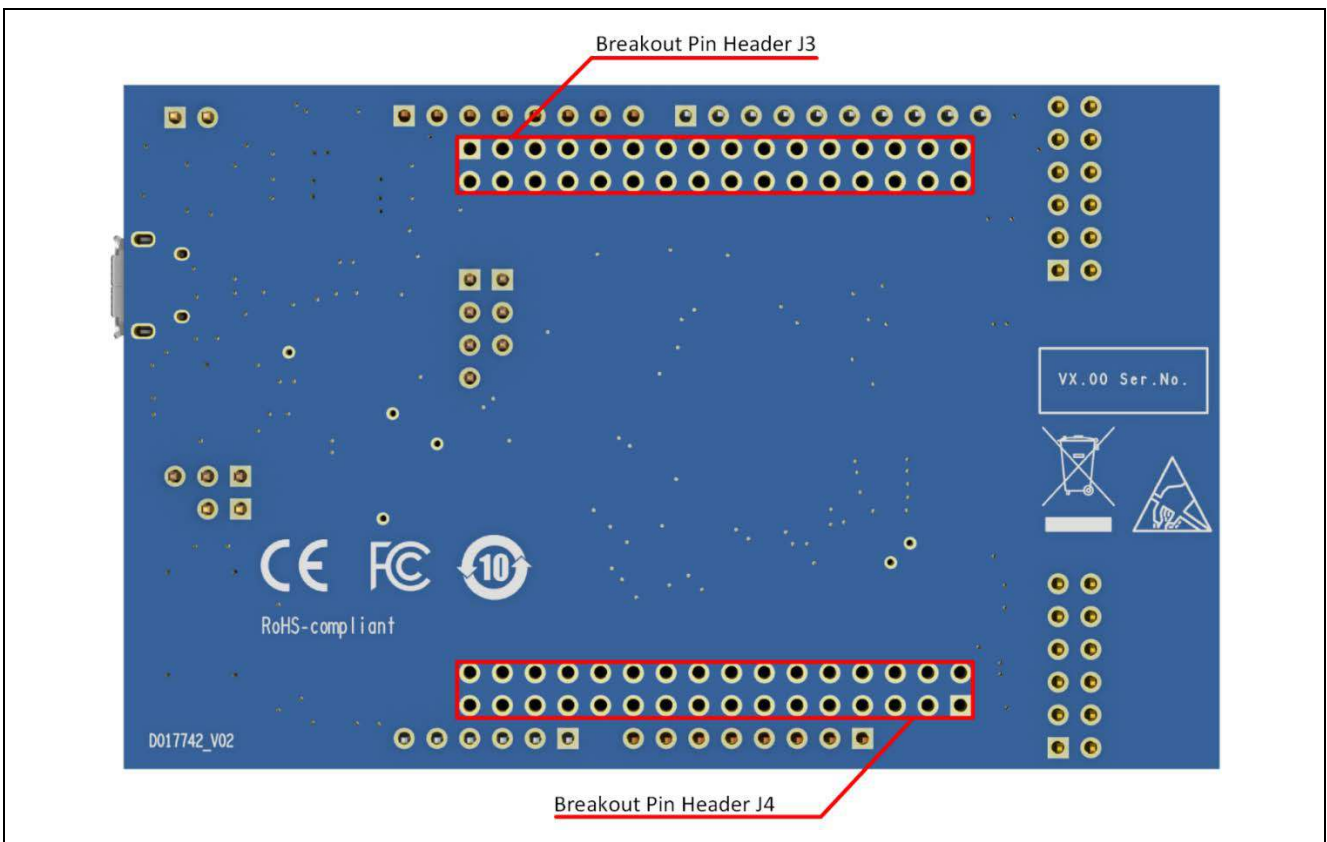 Breakout Pin Header J3
VX.00 Ser.No.
CE FC 10
RoHS-compliant
D017742_V02
Breakout Pin Header J4